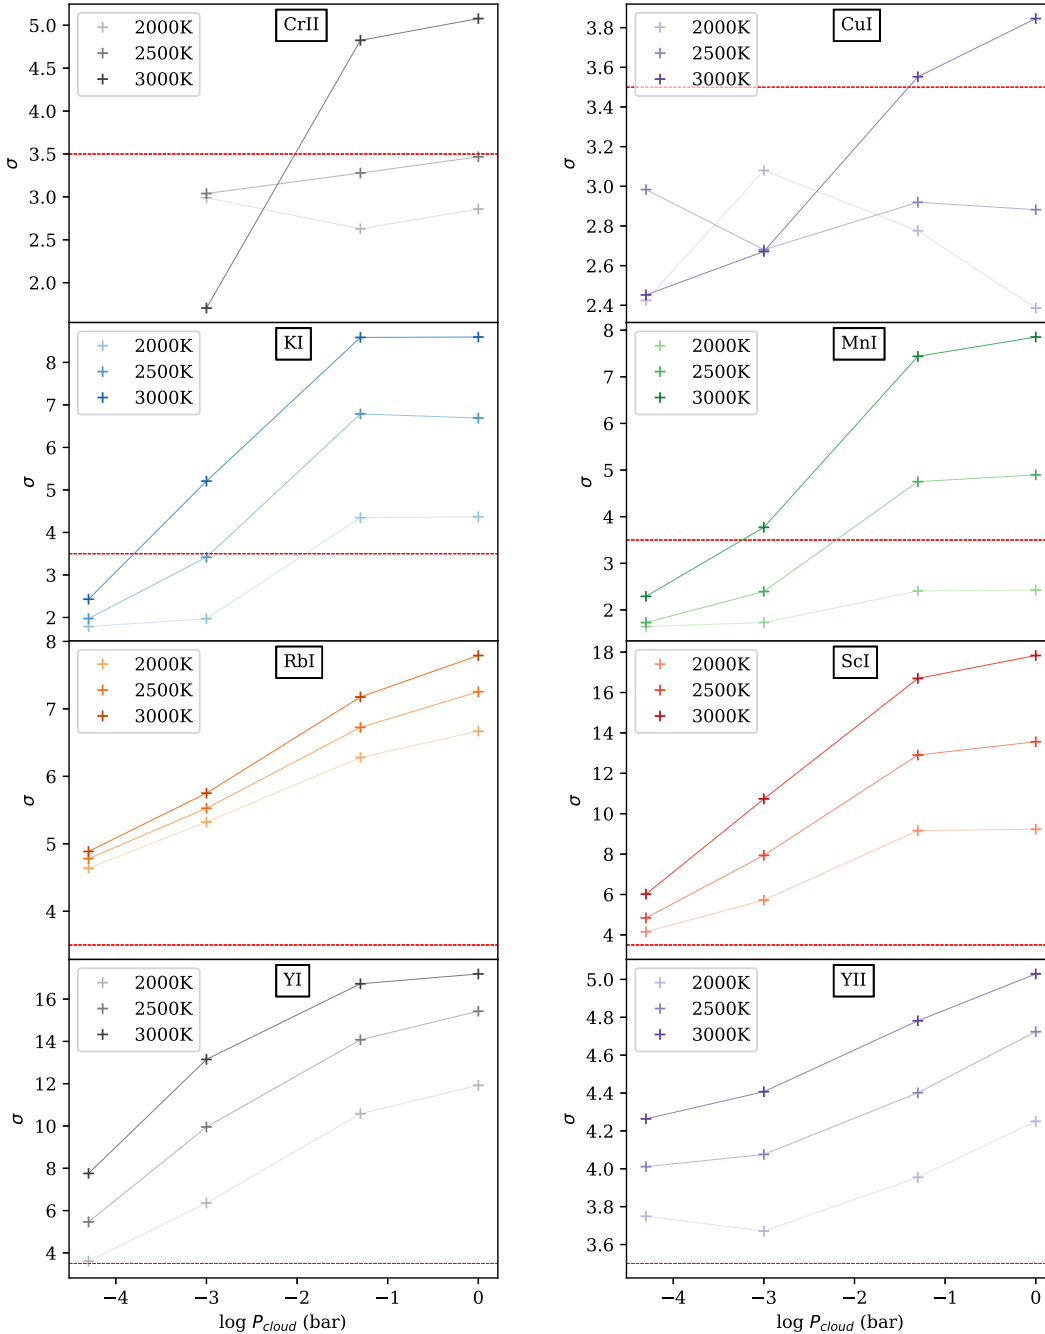 CrII
2000K
2500K
3000K
5.0
4.5
4.0
3.5
3.0
2.5
2.0
σ
CuI
2000K
2500K
3000K
3.8
3.6
3.4
3.2
3.0
2.8
2.6
2.4
σ
KI
2000K
2500K
3000K
8
7
6
5
4
3
2
σ
MnI
2000K
2500K
3000K
8
7
6
5
4
3
2
σ
RbI
2000K
2500K
3000K
8
7
6
5
4
σ
ScI
2000K
2500K
3000K
18
16
14
12
10
8
6
4
σ
YI
2000K
2500K
3000K
16
14
12
10
8
6
4
σ
−4 −3 −2 −1 0
log P_cloud (bar)
YII
2000K
2500K
3000K
5.0
4.8
4.6
4.4
4.2
4.0
3.8
3.6
σ
−4 −3 −2 −1 0
log P_cloud (bar)